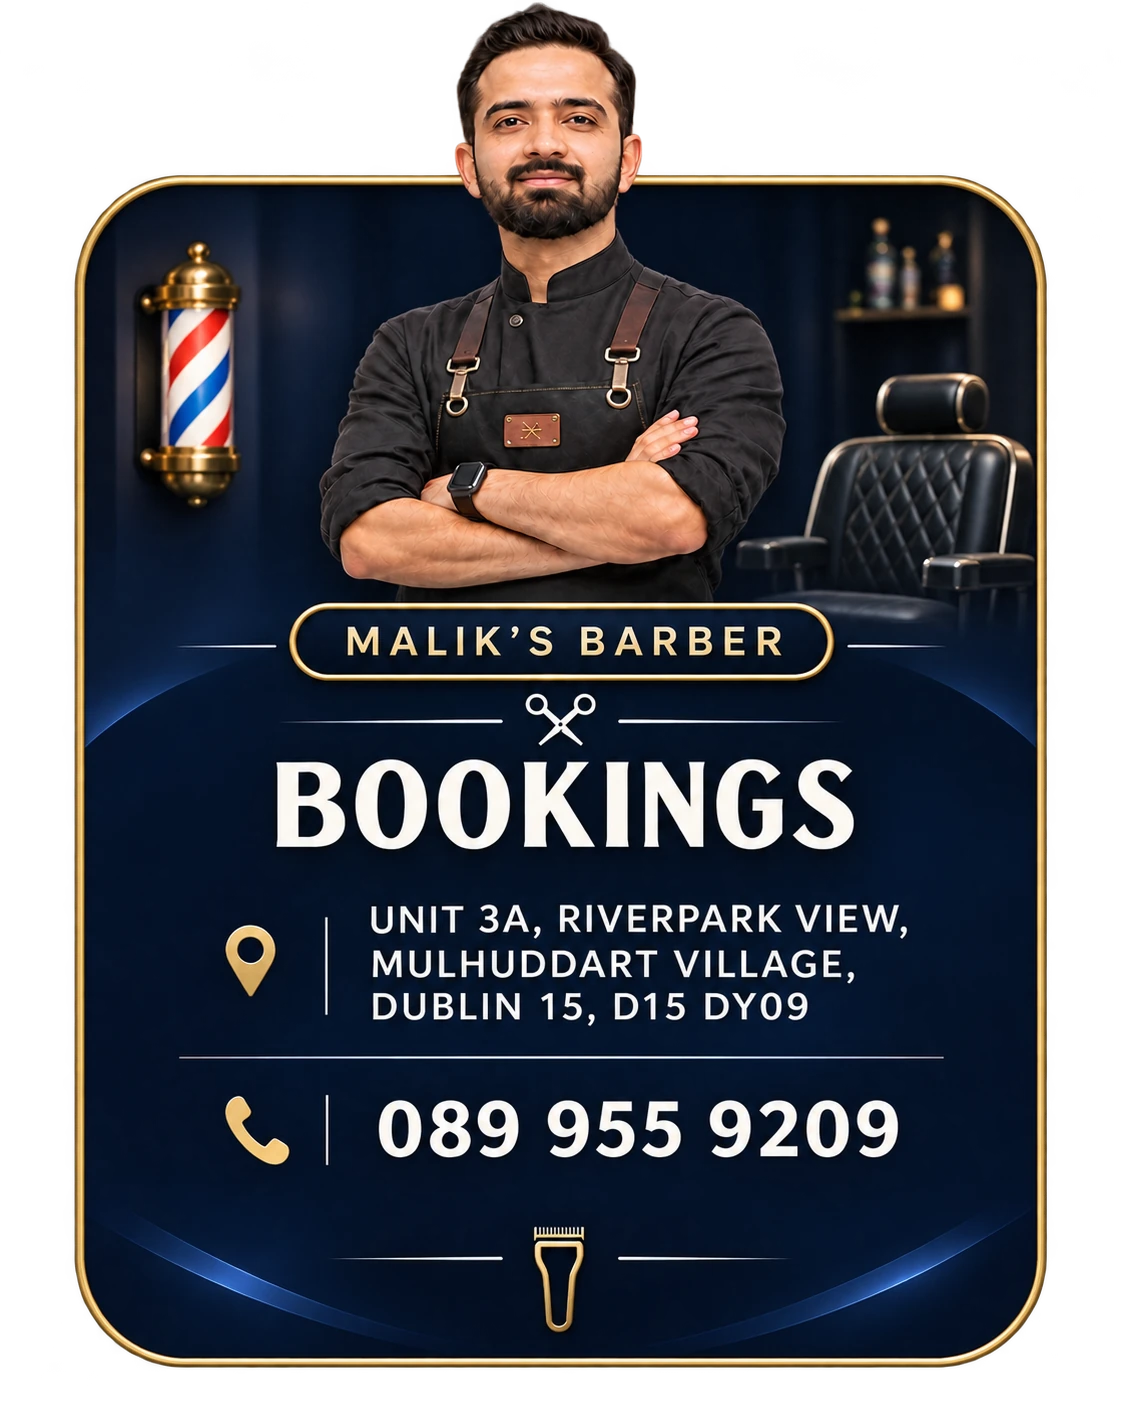 MALIK’S BARBER
BOOKINGS
UNIT 3A, RIVERPARK VIEW,
MULHUDDART VILLAGE,
DUBLIN 15, D15 DY09
089 955 9209